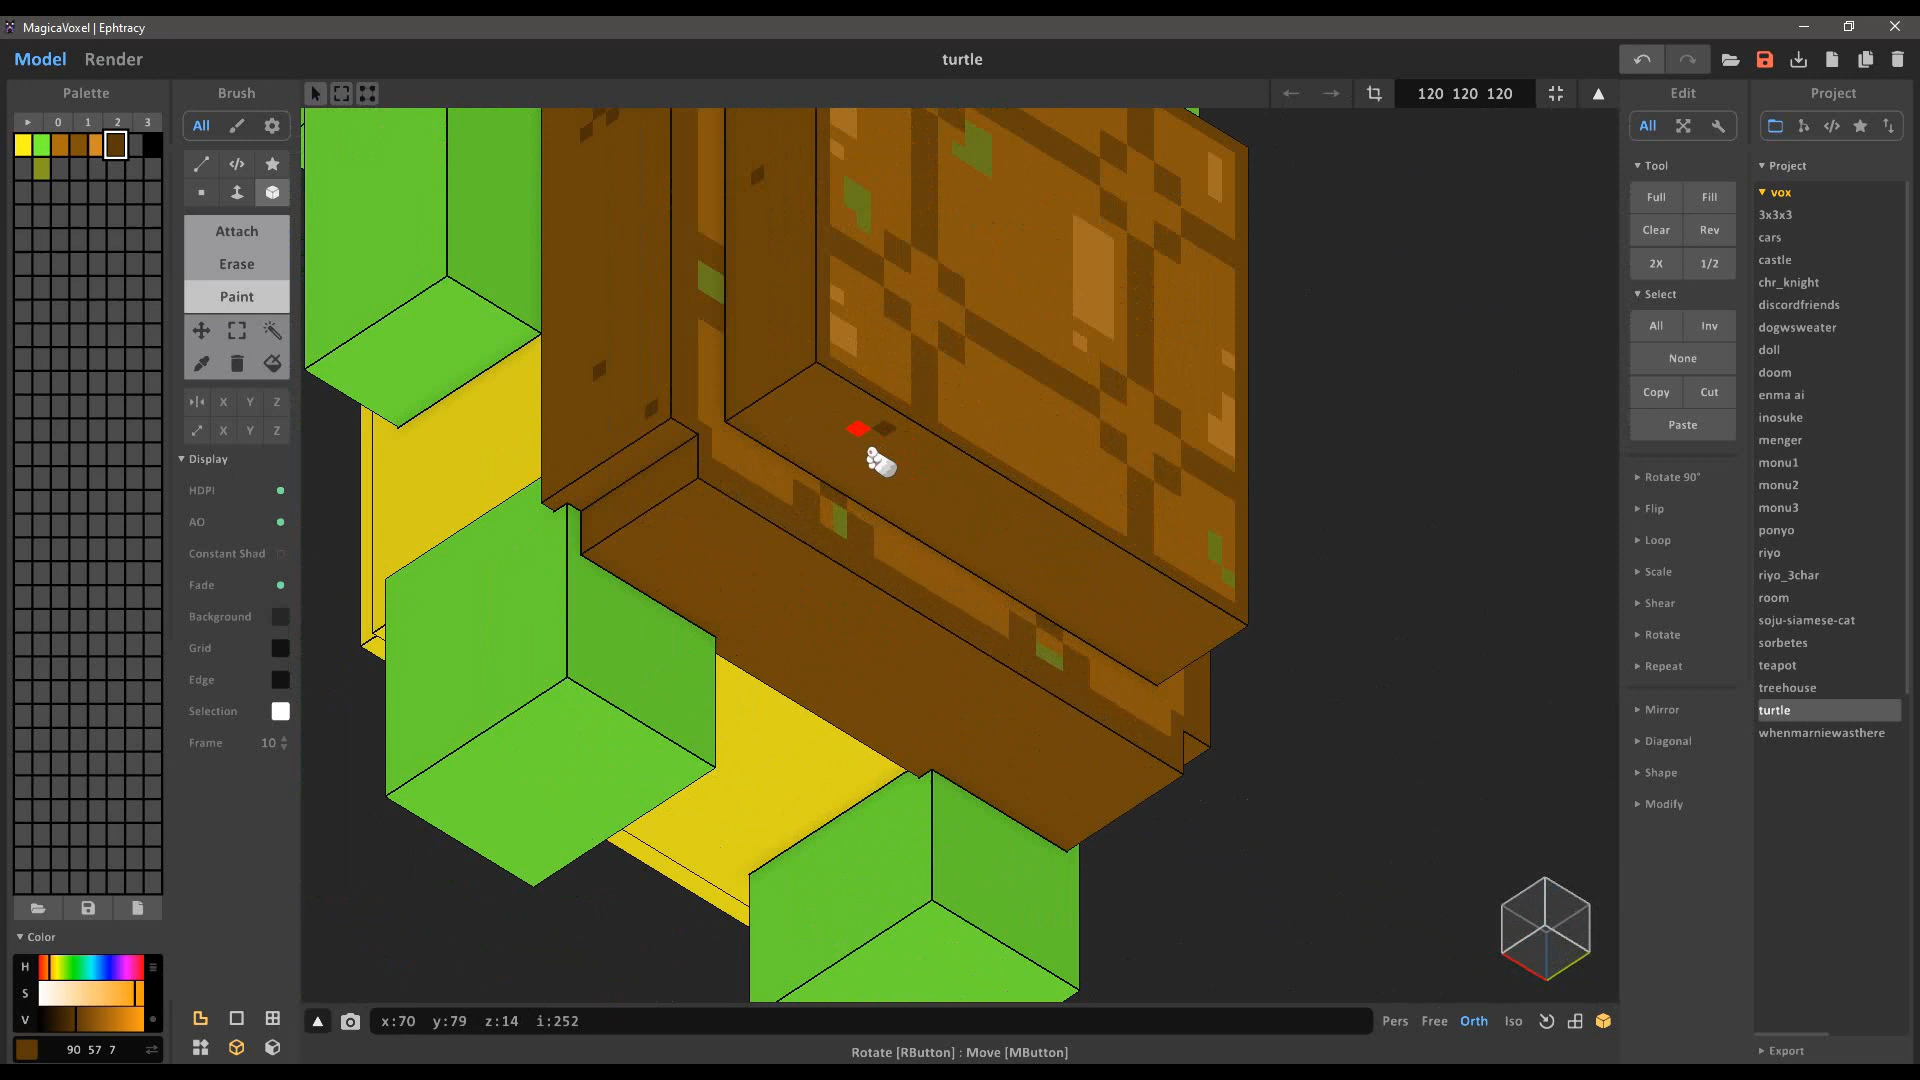 MagicaVoxel | Ephtracy
Model Render
turtle
Palette
Brush
120 120 120
Edit
Project
0 1 2 3
All
All
Attach
Erase
Paint
X Y Z
X Y Z
Display
HDPI
AO
Constant Shad
Fade
Background
Grid
Edge
Selection
Frame 10
Color
H
S
V
90 57 7
x:70 y:79 z:14 i:252
Pers Free Orth Iso
Rotate [RButton] : Move [MButton]
Tool
Full Fill
Clear Rev
2X 1/2
Select
All Inv
None
Copy Cut
Paste
Rotate 90°
Flip
Loop
Scale
Shear
Rotate
Repeat
Mirror
Diagonal
Shape
Modify
Project
vox
3x3x3
cars
castle
chr_knight
discordfriends
dogwsweater
doll
doom
enma ai
inosuke
menger
monu1
monu2
monu3
ponyo
riyo
riyo_3char
room
soju-siamese-cat
sorbetes
teapot
treehouse
turtle
whenmarniewasthere
Export